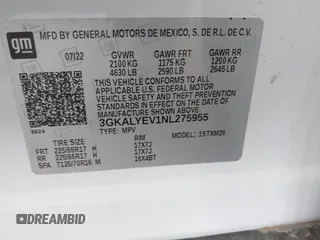 gm
MFD BY GENERAL MOTORS DE MEXICO, S. DE R.L. DE C.V.
07/22 GVWR GAWR FRT GAWR RR
2100 KG 1175 KG 1200 KG
4630 LB 2590 LB 2645 LB
THIS VEHICLE CONFORMS TO ALL APPLICABLE U.S. FEDERAL MOTOR VEHICLE SAFETY, BUMPER, AND THEFT PREVENTION STANDARDS IN EFFECT ON THE DATE OF MANUFACTURE SHOWN ABOVE.
3GKALYEV1NL275955
TYPE: MPV MODEL: 1STXM26
TIRE SIZE RIM
FRT 225/65R17 H 17X7J
RR 225/65R17 H 17X7J
SPA T135/70R16 M 16X4BT